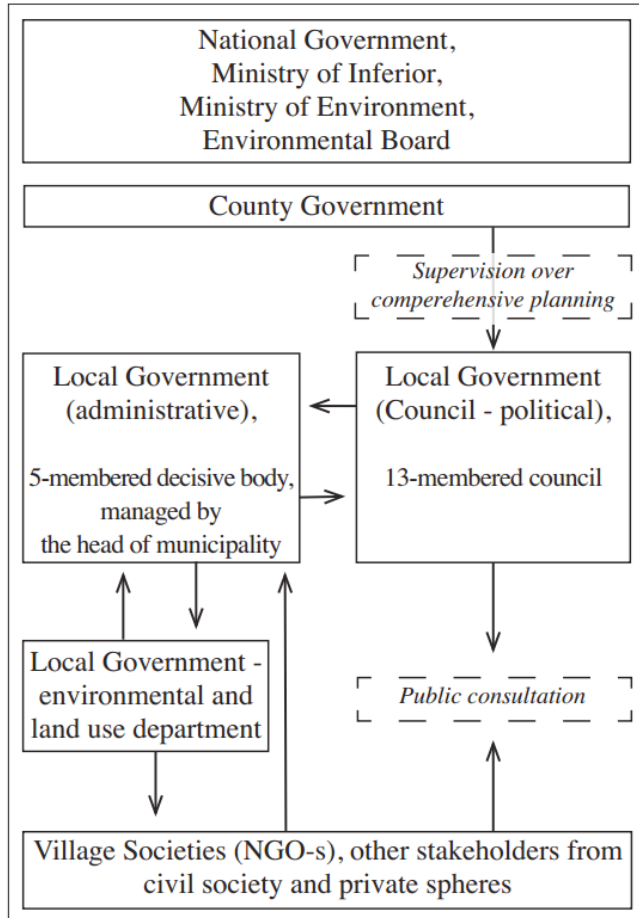 National Government,
Ministry of Inferior,
Ministry of Environment,
Environmental Board
County Government
Supervision over
comperehensive planning
Local Government
(administrative),
5-membered decisive body,
managed by
the head of municipality
Local Government
(Council - political),
13-membered council
Local Government -
environmental and
land use department
Public consultation
Village Societies (NGO-s), other stakeholders from
civil society and private spheres